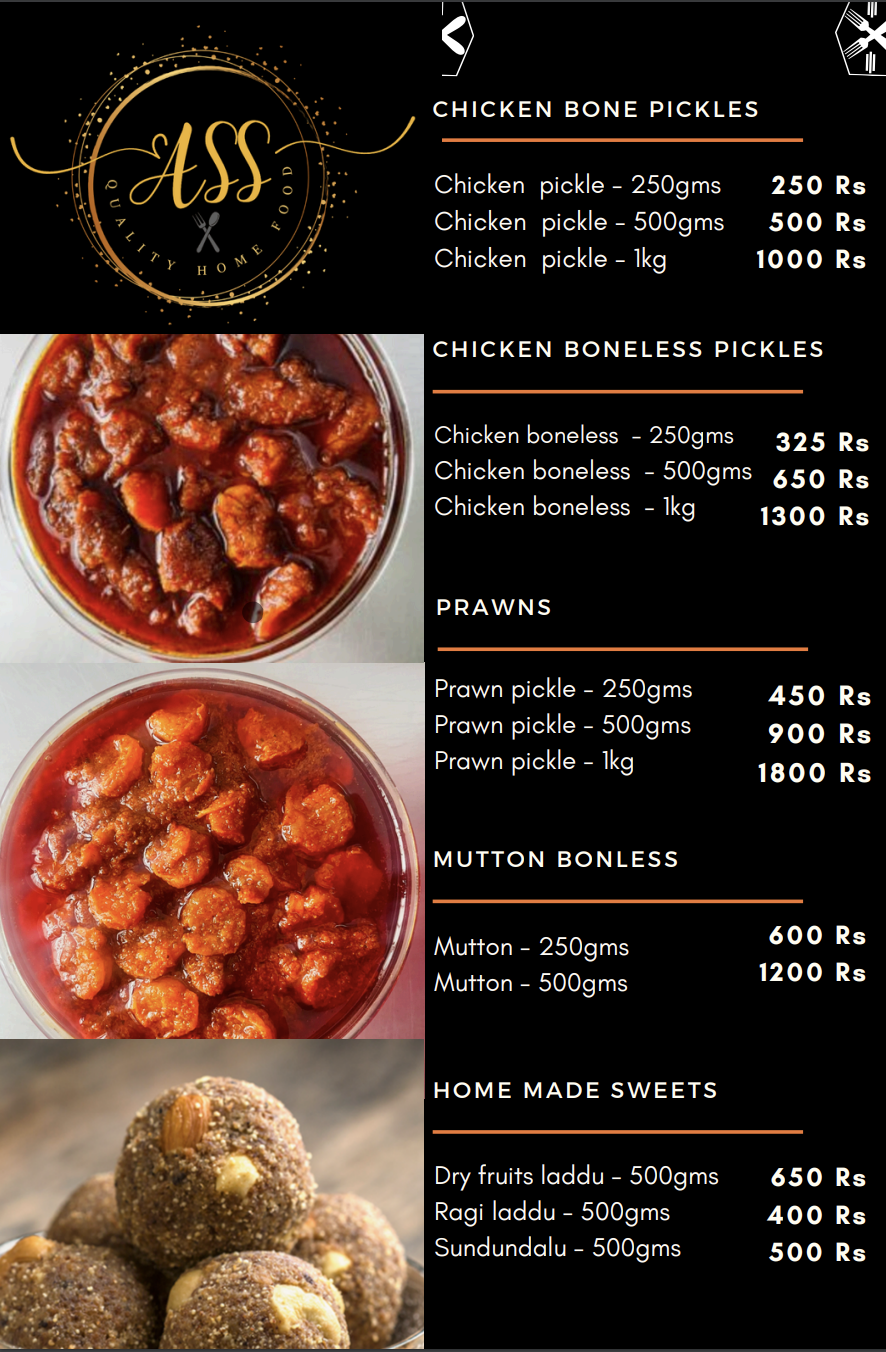 ASS
QUALITY HOME FOOD
CHICKEN BONE PICKLES
Chicken pickle - 250gms 250 Rs
Chicken pickle - 500gms 500 Rs
Chicken pickle - 1kg 1000 Rs
CHICKEN BONELESS PICKLES
Chicken boneless - 250gms 325 Rs
Chicken boneless - 500gms 650 Rs
Chicken boneless - 1kg 1300 Rs
PRAWNS
Prawn pickle - 250gms 450 Rs
Prawn pickle - 500gms 900 Rs
Prawn pickle - 1kg 1800 Rs
MUTTON BONLESS
Mutton - 250gms 600 Rs
Mutton - 500gms 1200 Rs
HOME MADE SWEETS
Dry fruits laddu - 500gms 650 Rs
Ragi laddu - 500gms 400 Rs
Sundundalu - 500gms 500 Rs